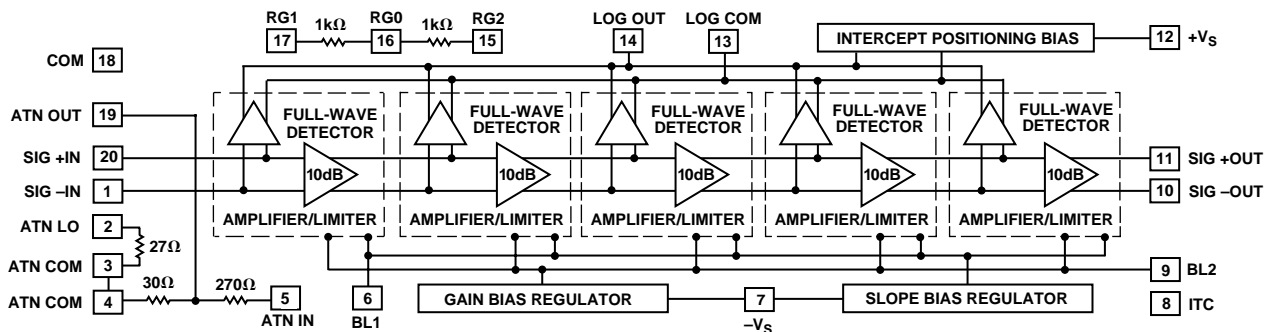 RG1 1kΩ RG0 1kΩ RG2
17 16 15
LOG OUT LOG COM
14 13
INTERCEPT POSITIONING BIAS 12 +VS
COM 18
ATN OUT 19
SIG +IN 20
SIG –IN 1
ATN LO 2
27Ω
ATN COM 3
ATN COM 4
30Ω 270Ω
5
ATN IN
FULL-WAVE DETECTOR
10dB
AMPLIFIER/LIMITER
FULL-WAVE DETECTOR
10dB
AMPLIFIER/LIMITER
FULL-WAVE DETECTOR
10dB
AMPLIFIER/LIMITER
FULL-WAVE DETECTOR
10dB
AMPLIFIER/LIMITER
FULL-WAVE DETECTOR
10dB
AMPLIFIER/LIMITER
11 SIG +OUT
10 SIG –OUT
9 BL2
8 ITC
6
BL1
GAIN BIAS REGULATOR
7
–VS
SLOPE BIAS REGULATOR